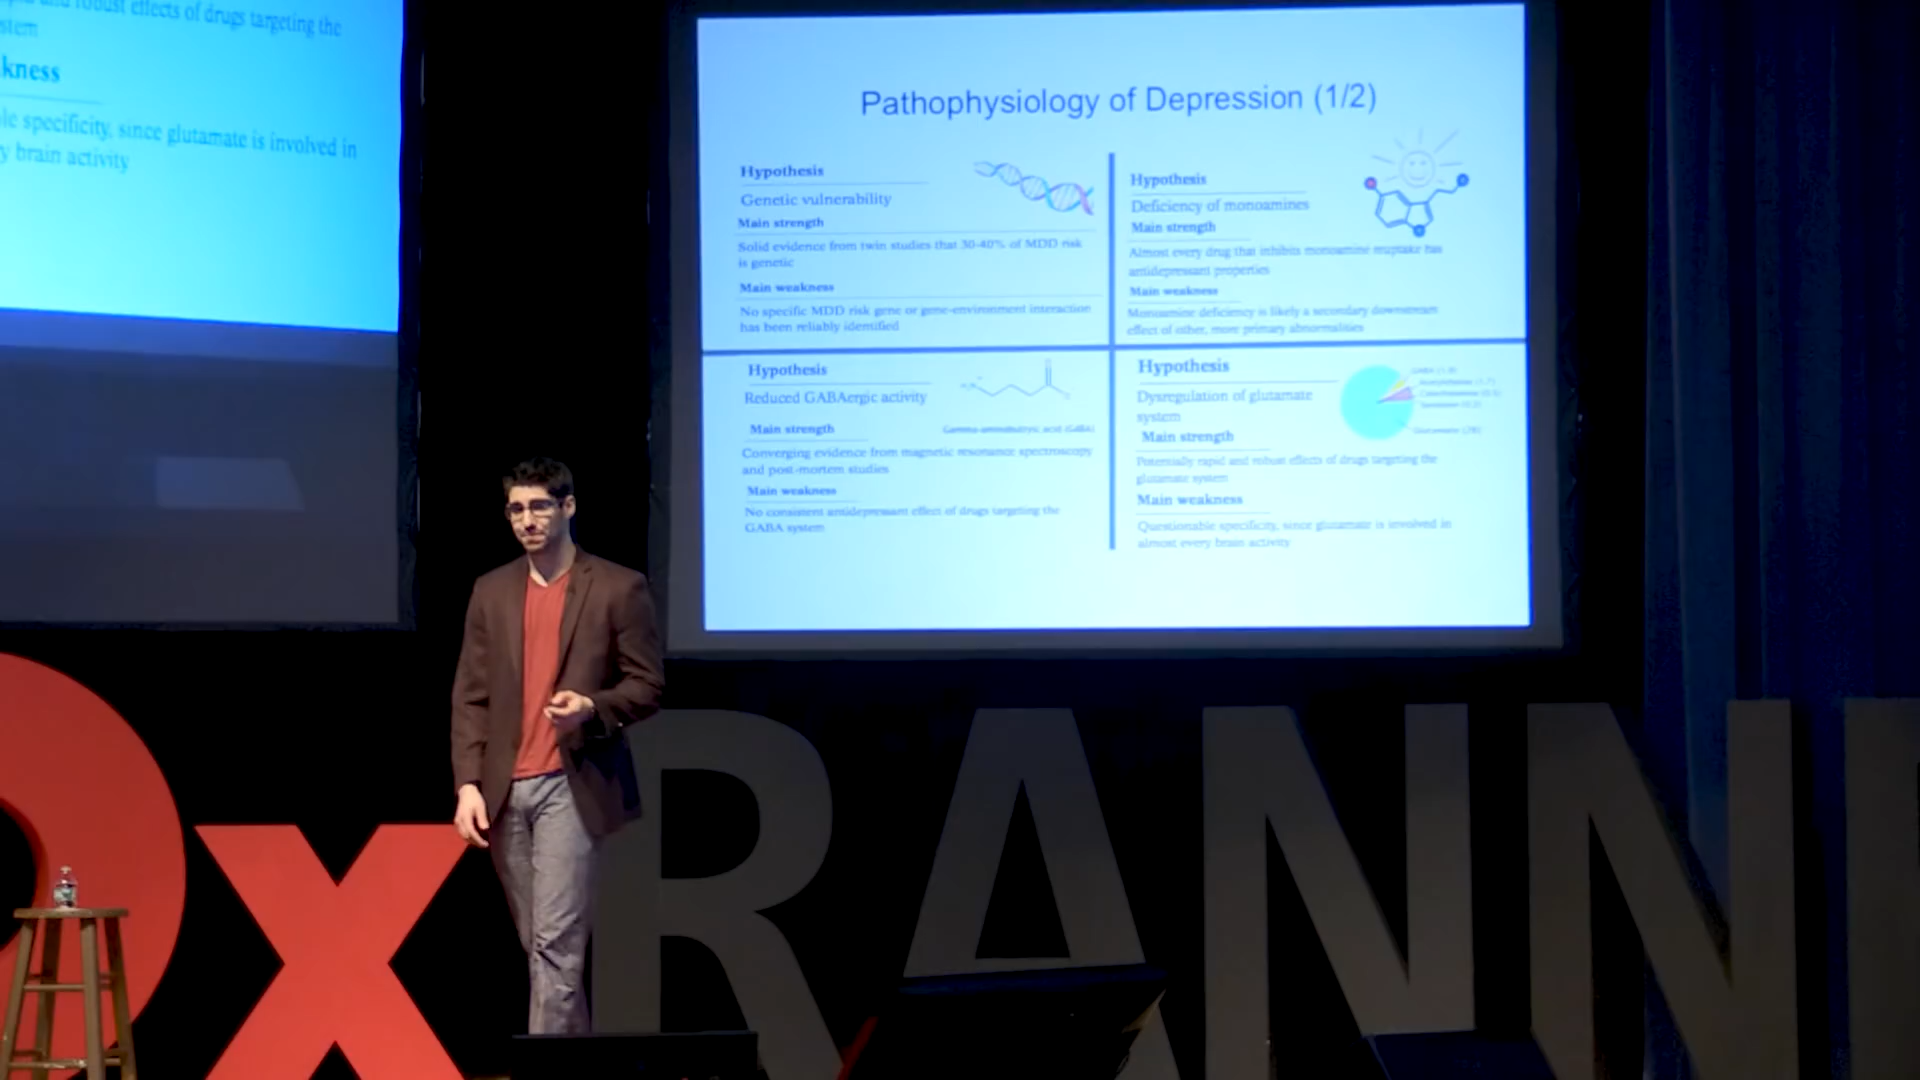 robust effects of drugs targeting the
stem
kness
le specificity, since glutamate is involved in
y brain activity
Pathophysiology of Depression (1/2)
Hypothesis
Genetic vulnerability
Main strength
Solid evidence from twin studies that 30-40% of MDD risk
is genetic
Main weakness
No specific MDD risk gene or gene-environment interaction
has been reliably identified
Hypothesis
Deficiency of monoamines
Main strength
Almost every drug that inhibits monoamine reuptake has
antidepressant properties
Main weakness
Monoamine deficiency is likely a secondary downstream
effect of other, more primary abnormalities
Hypothesis
Reduced GABAergic activity
Main strength
Gamma-aminobutyric acid (GABA)
Converging evidence from magnetic resonance spectroscopy
and post-mortem studies
Main weakness
No consistent antidepressant effect of drugs targeting the
GABA system
Hypothesis
Dysregulation of glutamate
system
Main strength
Potentially rapid and robust effects of drugs targeting the
glutamate system
Main weakness
Questionable specificity, since glutamate is involved in
almost every brain activity
x RANN